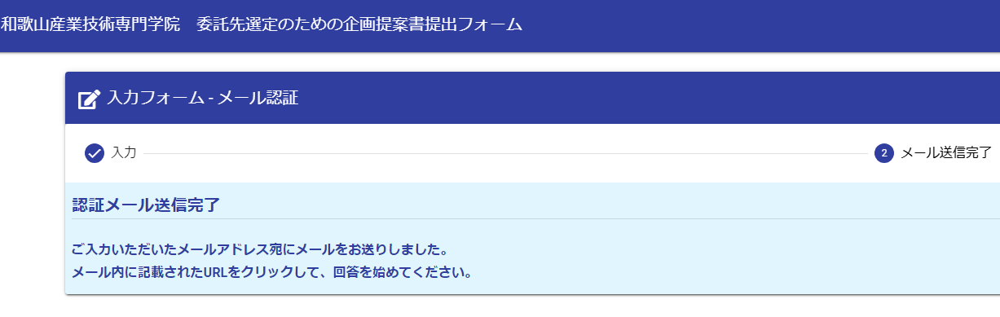 和歌山産業技術専門学院　委託先選定のための企画提案書提出フォーム
入力フォーム - メール認証
入力
2 メール送信完了
認証メール送信完了
ご入力いただいたメールアドレス宛にメールをお送りしました。
メール内に記載されたURLをクリックして、回答を始めてください。